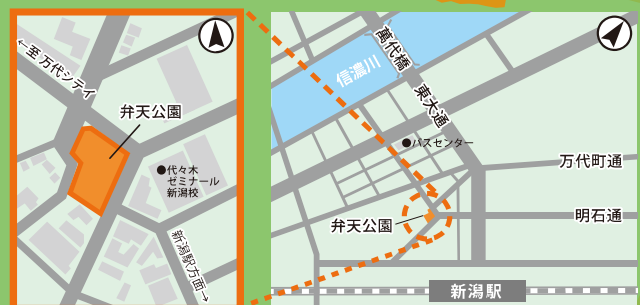 ←至 万代シテイ
弁天公園
●代々木
ゼミナール
新潟校
新潟駅方面→
信濃川
萬代橋
東大通
●バスセンター
万代町通
弁天公園
明石通
新潟駅